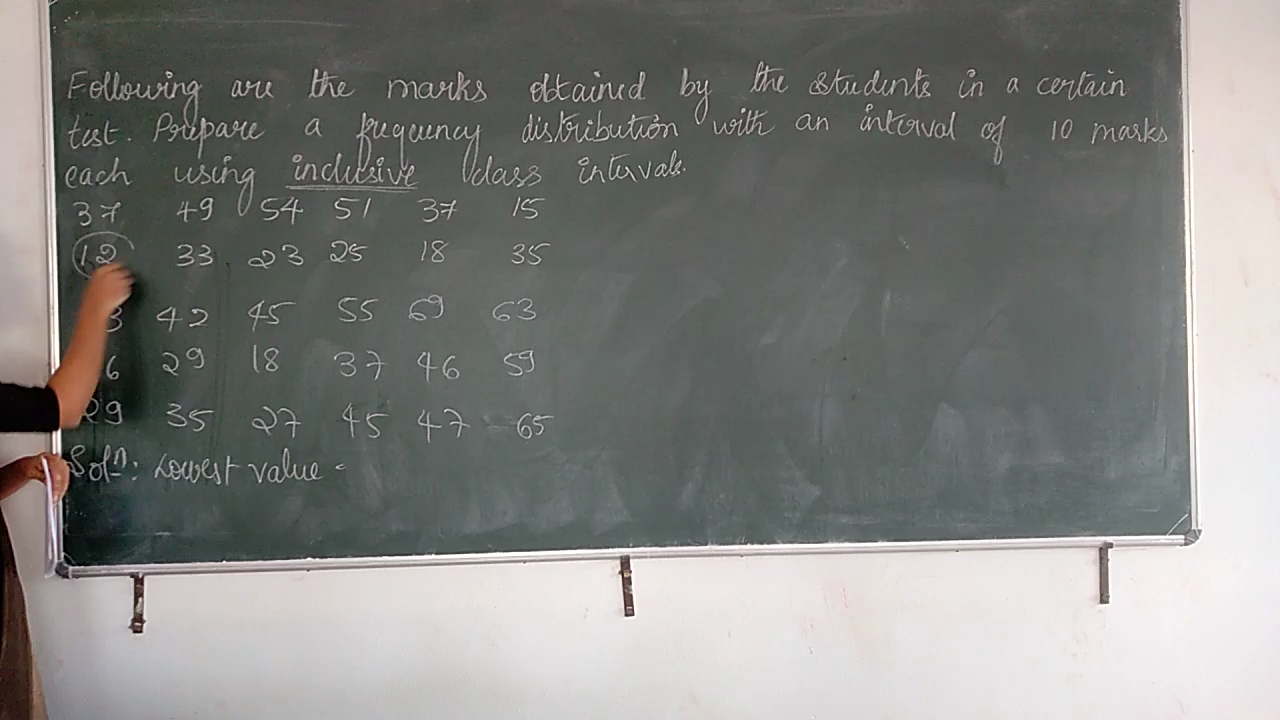 Following are the marks obtained by the students in a certain
test. Prepare a frequency distribution with an interval of 10 marks
each using inclusive class intervals.
37 49 54 51 37 15
12 33 23 25 18 35
3 42 45 55 69 63
6 29 18 37 46 59
29 35 27 45 47 65
Solⁿ: Lowest value =